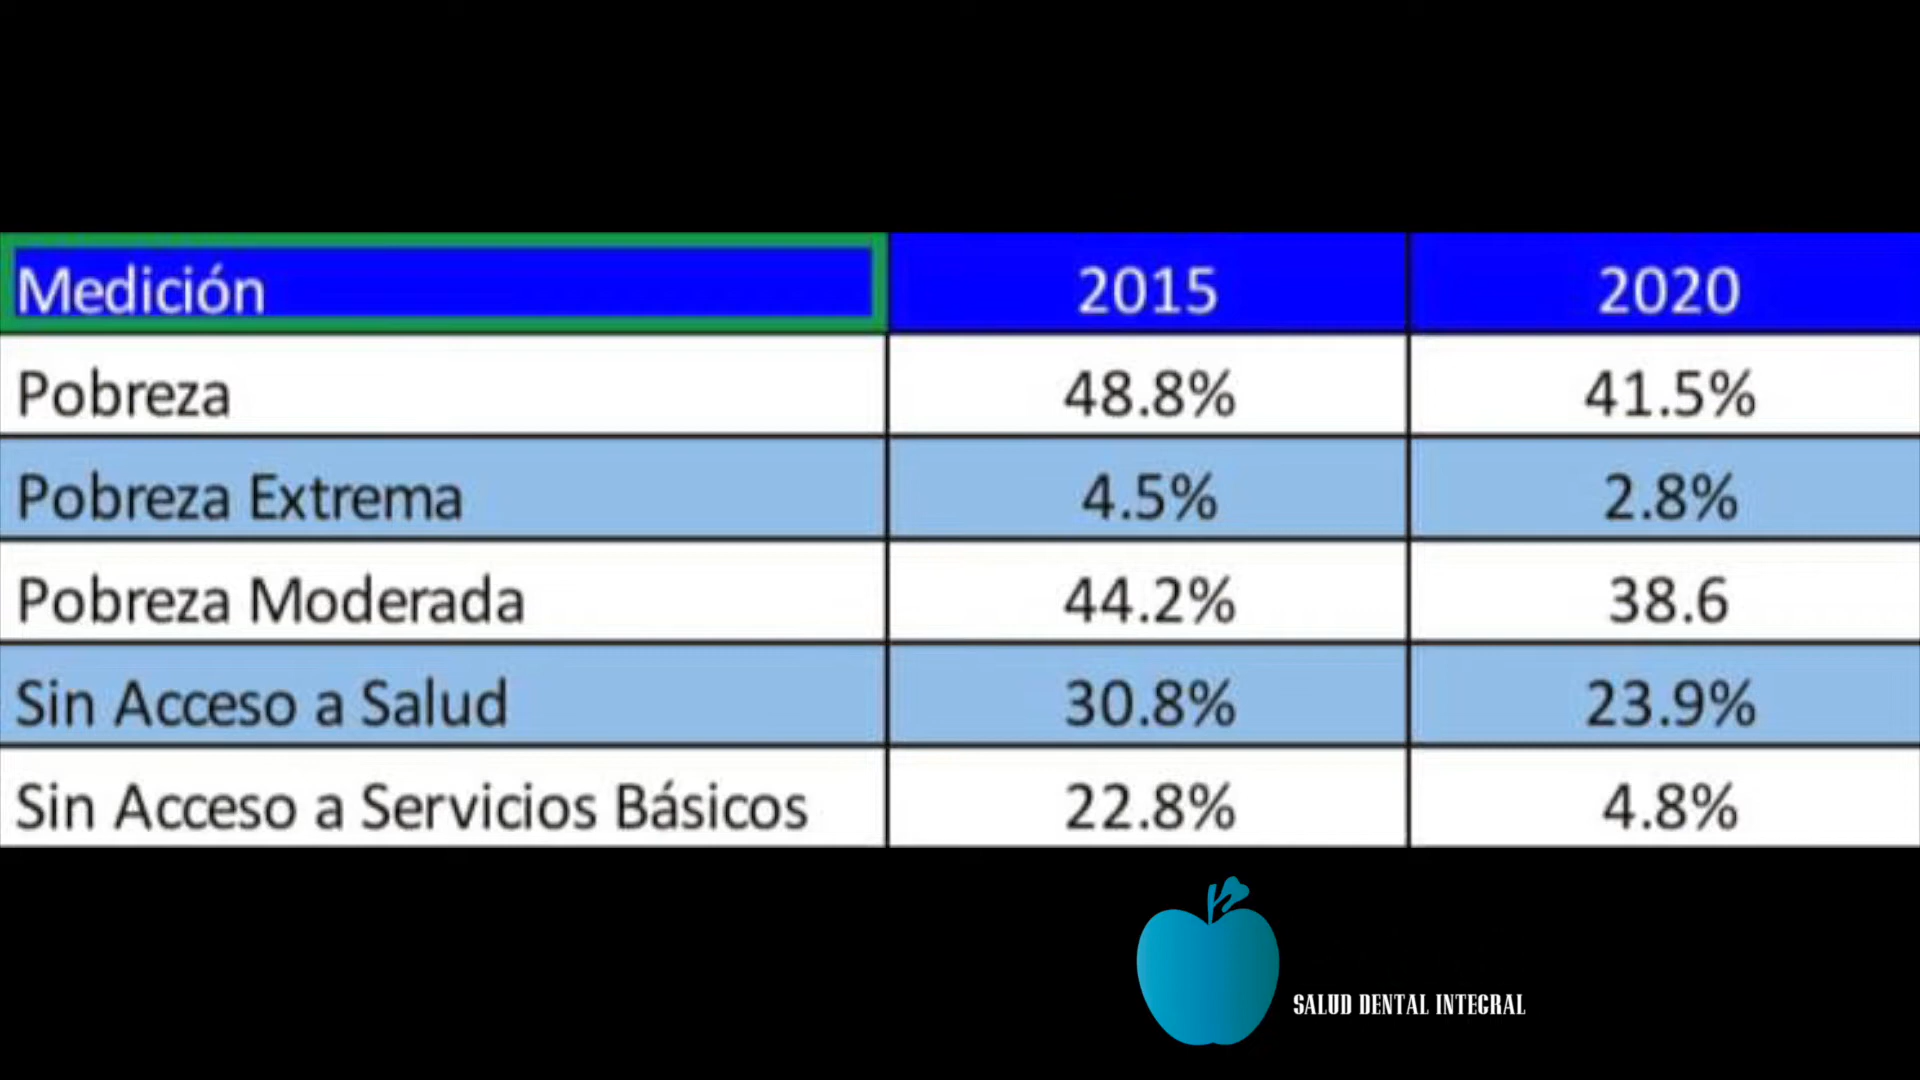 Medición 2015 2020
Pobreza 48.8% 41.5%
Pobreza Extrema 4.5% 2.8%
Pobreza Moderada 44.2% 38.6
Sin Acceso a Salud 30.8% 23.9%
Sin Acceso a Servicios Básicos 22.8% 4.8%
SALUD DENTAL INTEGRAL